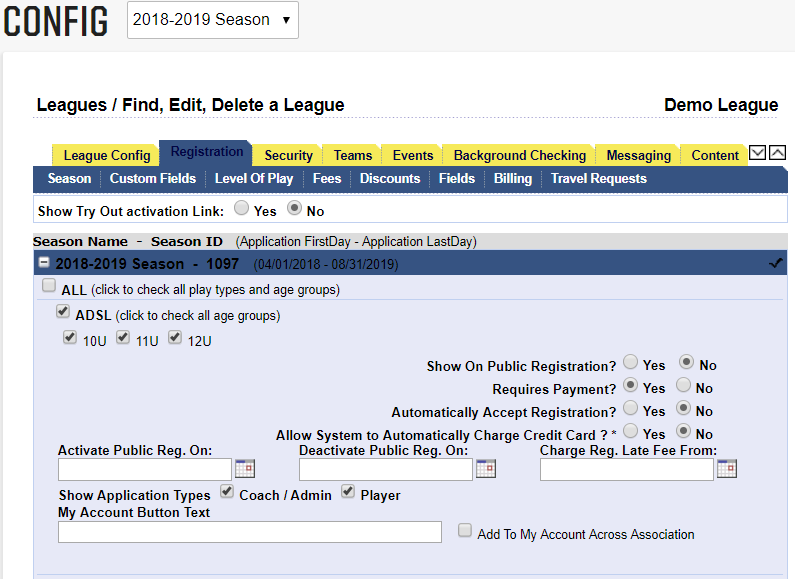 CONFIG 2018-2019 Season
Leagues / Find, Edit, Delete a League Demo League
League Config Registration Security Teams Events Background Checking Messaging Content
Season Custom Fields Level Of Play Fees Discounts Fields Billing Travel Requests
Show Try Out activation Link: Yes No
Season Name - Season ID (Application FirstDay - Application LastDay)
2018-2019 Season - 1097 (04/01/2018 - 08/31/2019)
ALL (click to check all play types and age groups)
ADSL (click to check all age groups)
10U 11U 12U
Show On Public Registration? Yes No
Requires Payment? Yes No
Automatically Accept Registration? Yes No
Allow System to Automatically Charge Credit Card ? * Yes No
Activate Public Reg. On: Deactivate Public Reg. On: Charge Reg. Late Fee From:
Show Application Types Coach / Admin Player
My Account Button Text
Add To My Account Across Association